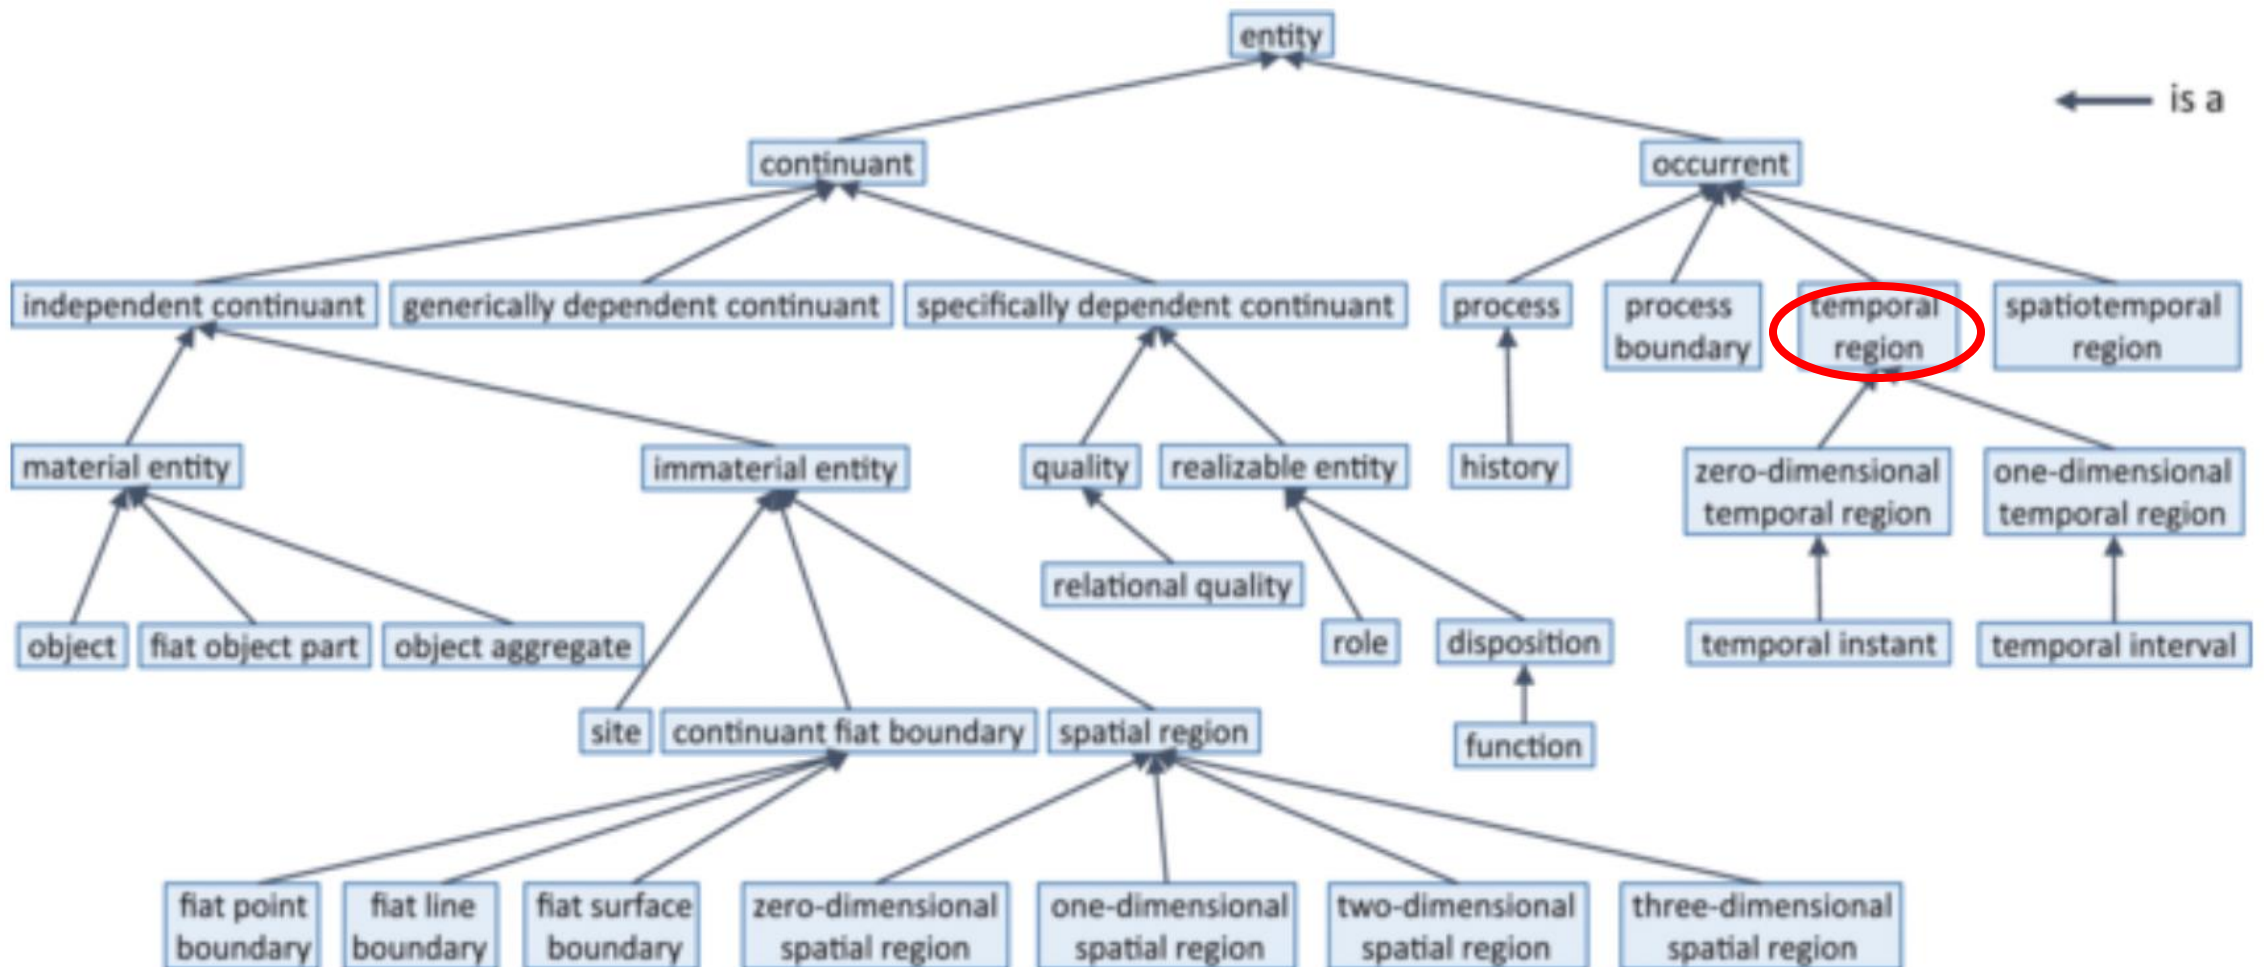 entity
is a
continuant
occurrent
independent continuant
generically dependent continuant
specifically dependent continuant
process
process
boundary
temporal
region
spatiotemporal
region
material entity
immaterial entity
quality
realizable entity
history
zero-dimensional
temporal region
one-dimensional
temporal region
relational quality
object
fiat object part
object aggregate
role
disposition
temporal instant
temporal interval
site
continuant fiat boundary
spatial region
function
fiat point
boundary
fiat line
boundary
fiat surface
boundary
zero-dimensional
spatial region
one-dimensional
spatial region
two-dimensional
spatial region
three-dimensional
spatial region